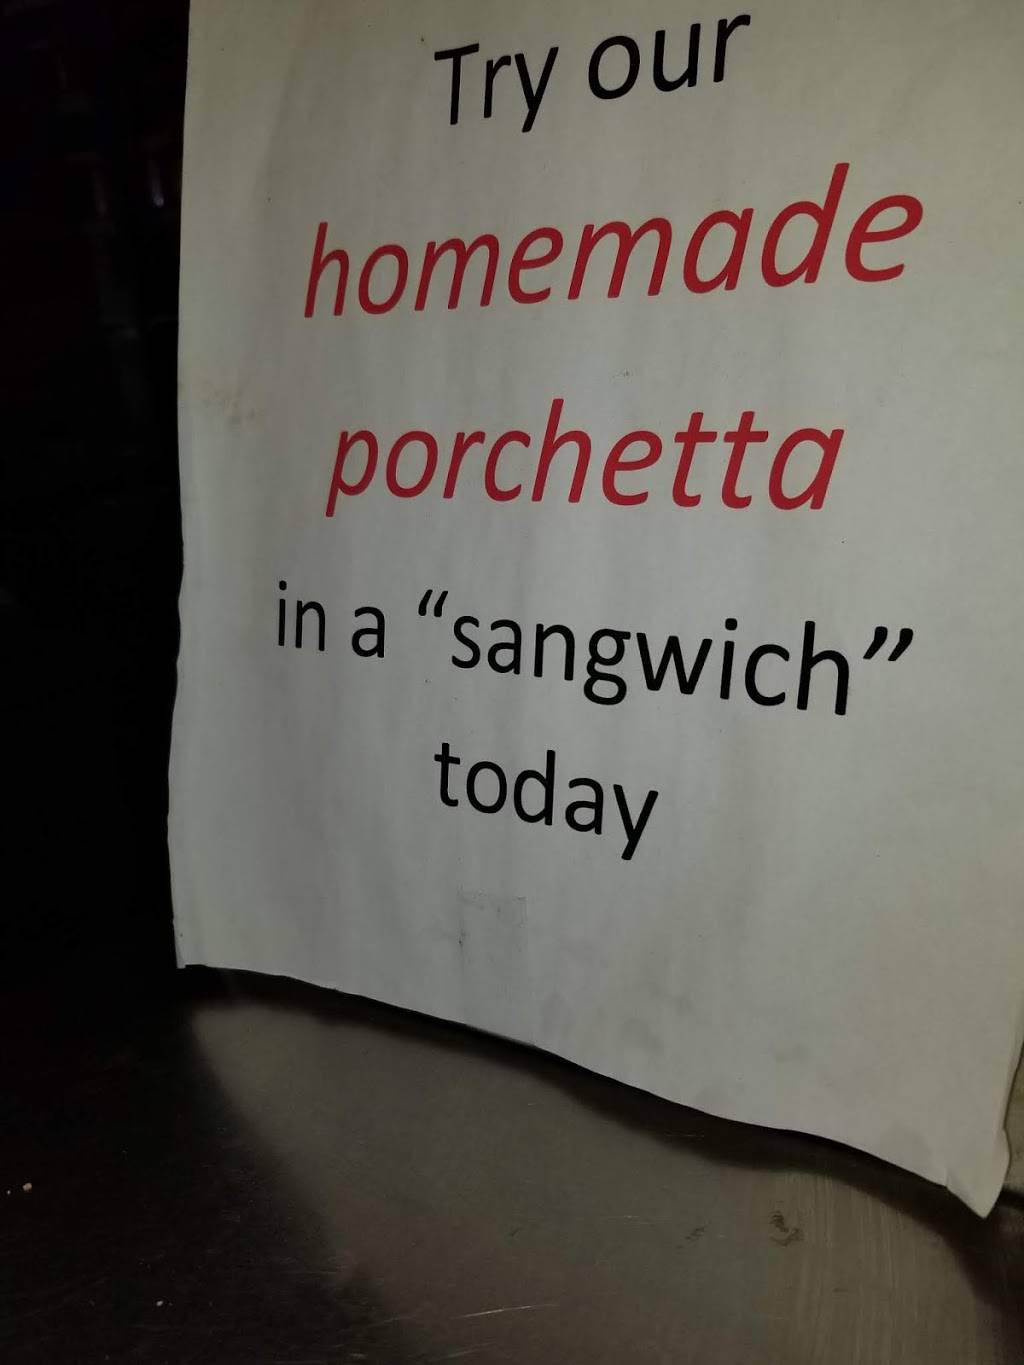 Try our
homemade
porchetta
in a “sangwich”
today